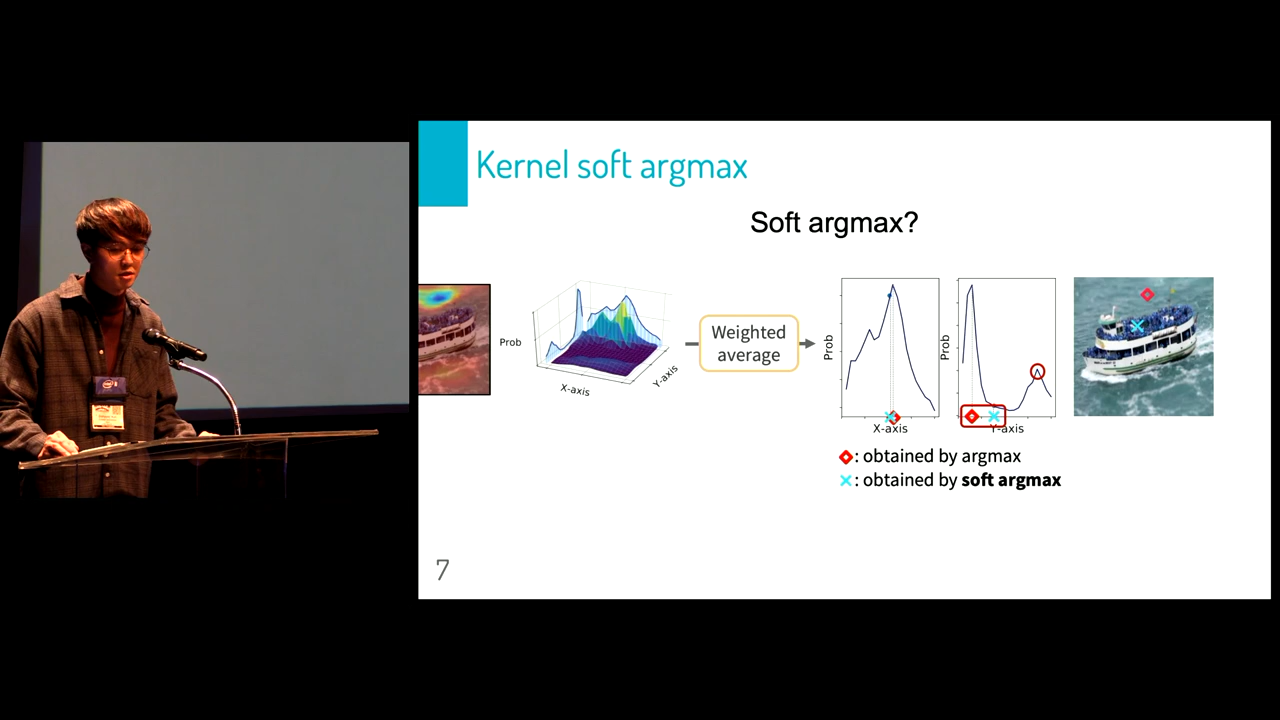 Kernel soft argmax
Soft argmax?
Prob
X-axis
Y-axis
Weighted
average
Prob
X-axis
Prob
Y-axis
: obtained by argmax
: obtained by soft argmax
7